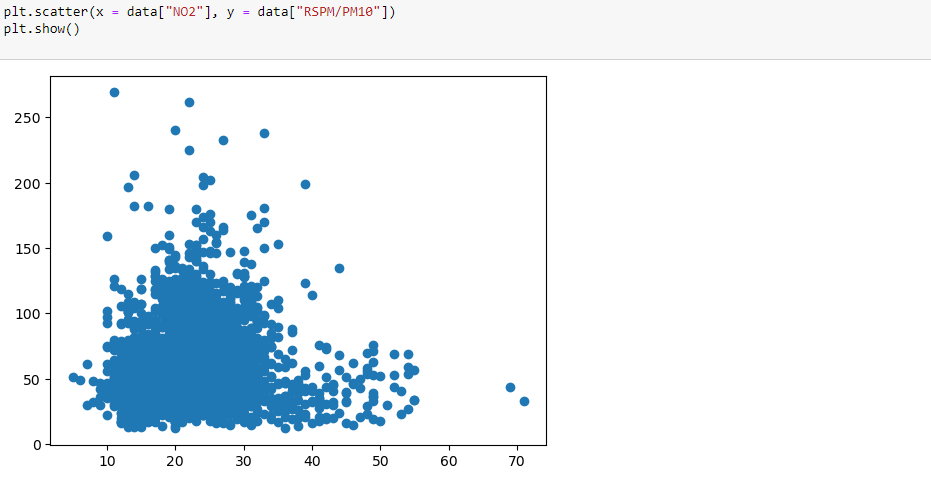 plt.scatter(x = data["NO2"], y = data["RSPM/PM10"])
plt.show()
250
200
150
100
50
0
10 20 30 40 50 60 70